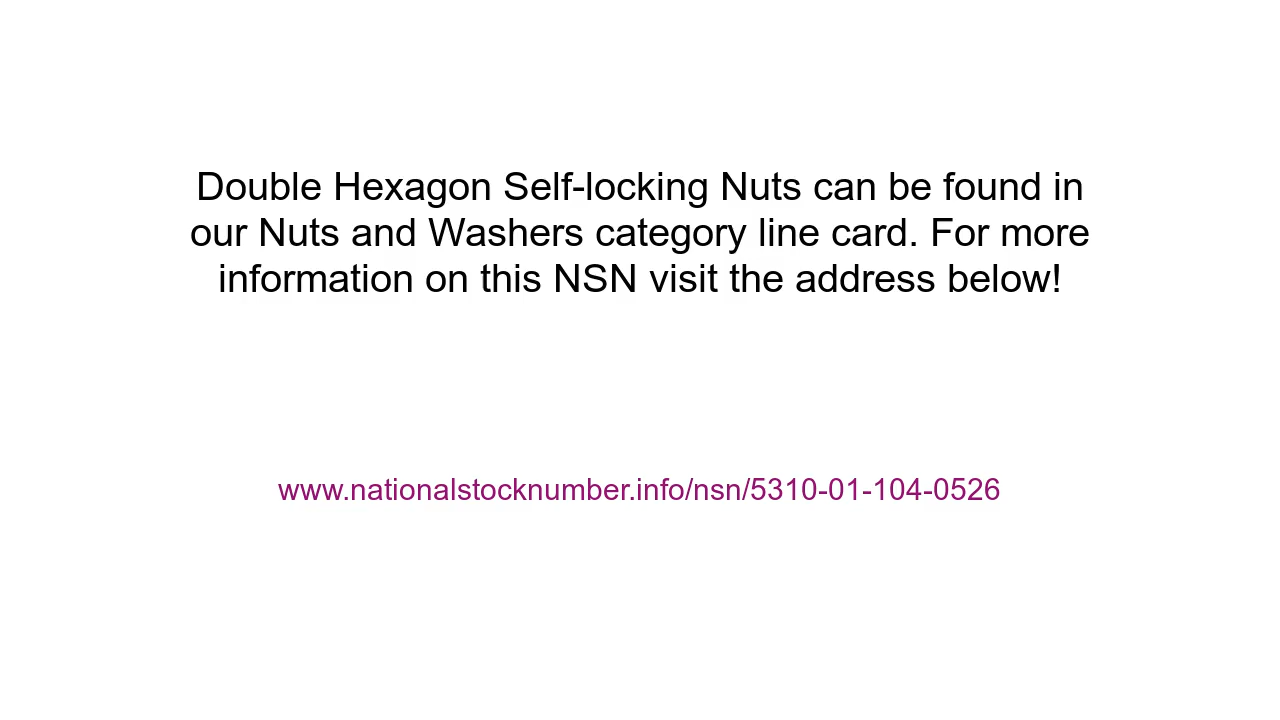 Double Hexagon Self-locking Nuts can be found in
our Nuts and Washers category line card. For more
information on this NSN visit the address below!
www.nationalstocknumber.info/nsn/5310-01-104-0526